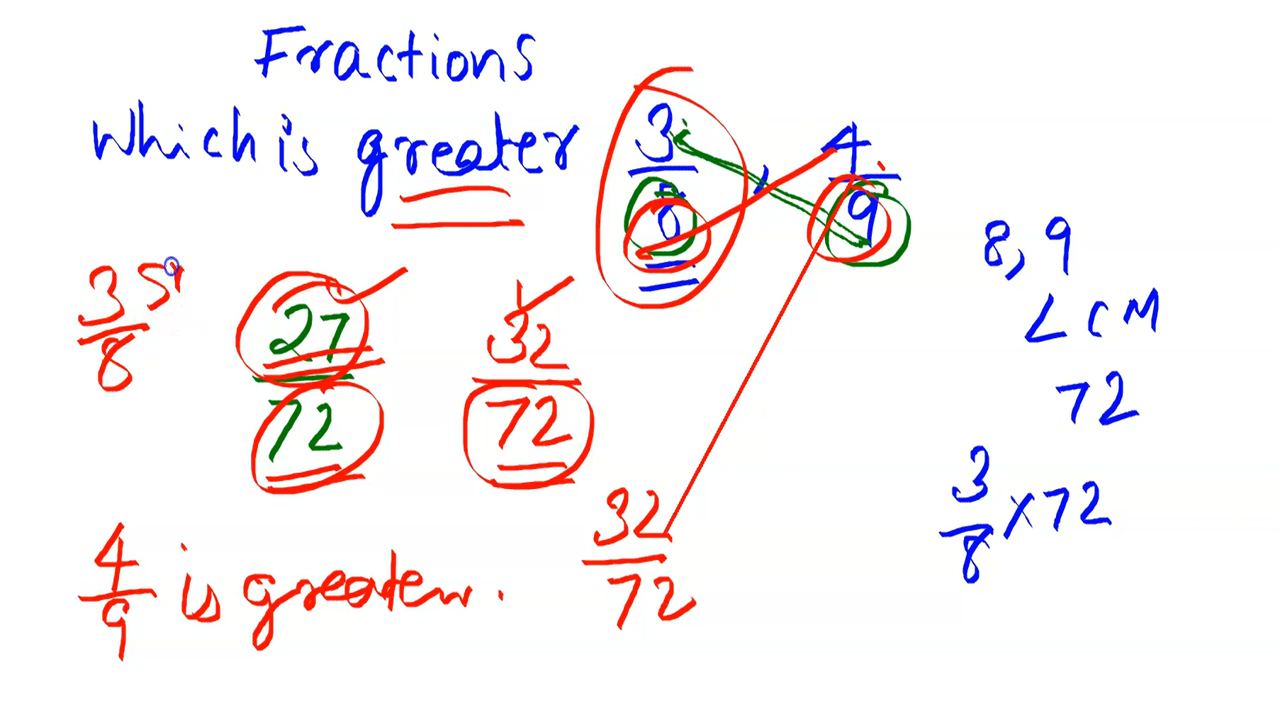 Fractions
Which is greater 3/8 , 4/9
8, 9
LCM
72
3/8
27/72 32/72
3/8 × 72
32/72
4/9 is greater.